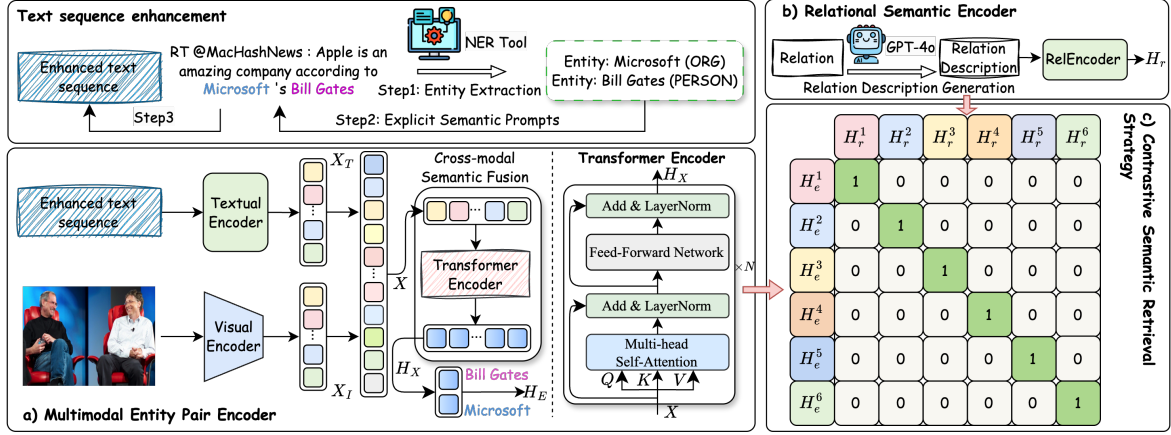 Text sequence enhancement
Enhanced text
sequence
RT @MacHashNews : Apple is an
amazing company according to
Microsoft 's Bill Gates
NER Tool
Step1: Entity Extraction
Entity: Microsoft (ORG)
Entity: Bill Gates (PERSON)
Step2: Explicit Semantic Prompts
Step3
b) Relational Semantic Encoder
Relation
GPT-4o
Relation
Description
RelEncoder
H_r
Relation Description Generation
Enhanced text
sequence
Textual
Encoder
X_T
Visual
Encoder
X_I
X
Cross-modal
Semantic Fusion
Transformer
Encoder
H_X
Bill Gates
Microsoft
H_E
a) Multimodal Entity Pair Encoder
Transformer Encoder
H_X
Add & LayerNorm
Feed-Forward Network
×N
Add & LayerNorm
Multi-head
Self-Attention
Q K V
X
c) Contrastive Semantic Retrieval
Strategy
H_r^1 H_r^2 H_r^3 H_r^4 H_r^5 H_r^6
H_e^1 1 0 0 0 0 0
H_e^2 0 1 0 0 0 0
H_e^3 0 0 1 0 0 0
H_e^4 0 0 0 1 0 0
H_e^5 0 0 0 0 1 0
H_e^6 0 0 0 0 0 1